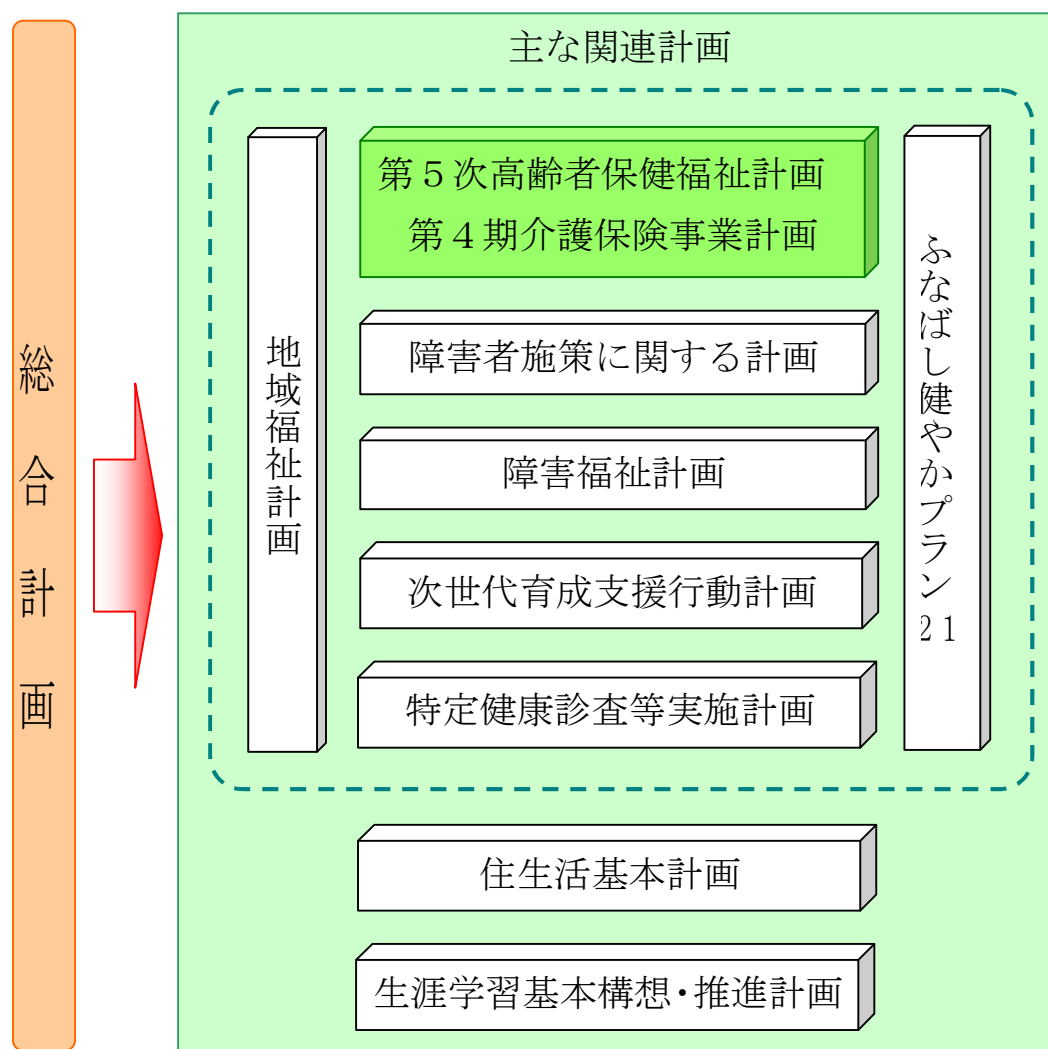 総合計画
主な関連計画
地域福祉計画
第５次高齢者保健福祉計画
第４期介護保険事業計画
障害者施策に関する計画
障害福祉計画
次世代育成支援行動計画
特定健康診査等実施計画
ふなばし健やかプラン21
住生活基本計画
生涯学習基本構想・推進計画